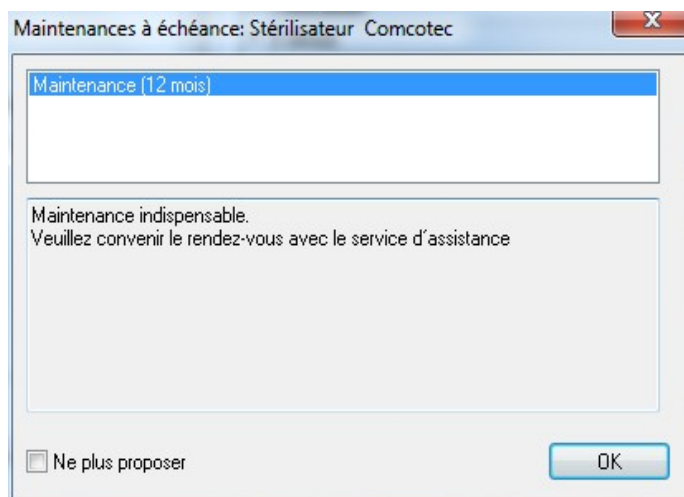 Maintenances à échéance: Stérilisateur  Comcotec
Maintenance (12 mois)
Maintenance indispensable.
Veuillez convenir le rendez-vous avec le service d´assistance
Ne plus proposer
OK